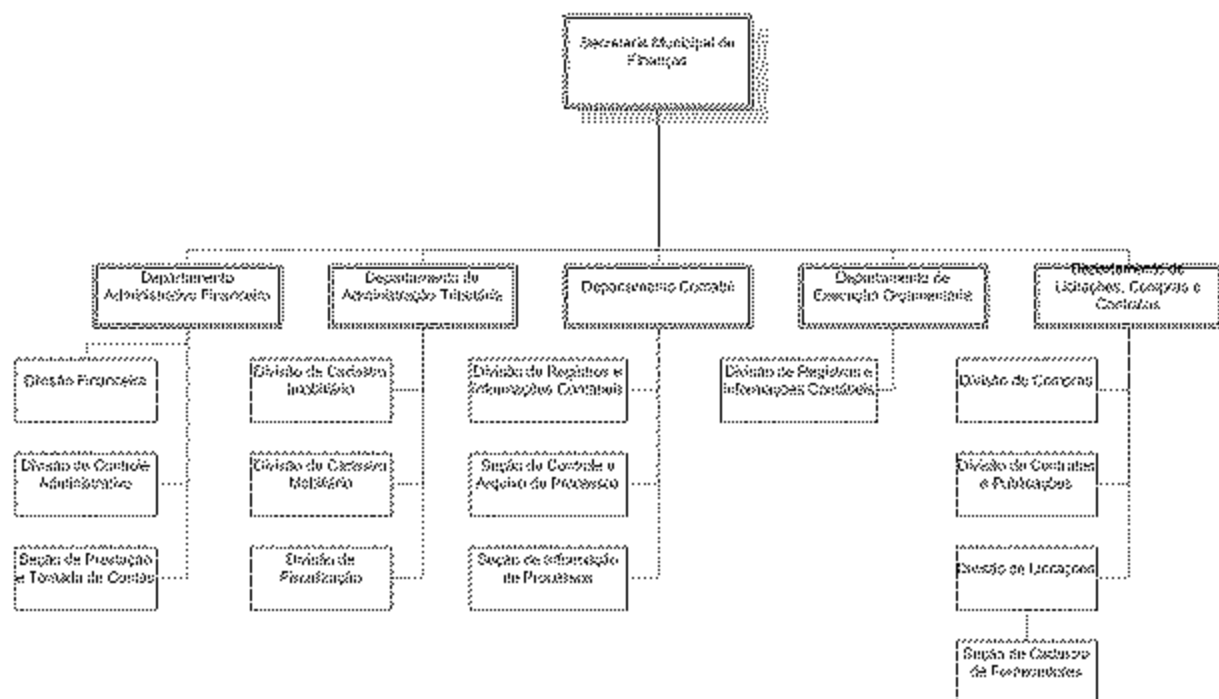 Secretaria Municipal de
Finanças
Departamento
Administrativo Financeiro
Departamento de
Administração Tributária
Departamento Contábil
Departamento de
Execução Orçamentária
Departamento de
Licitações, Compras e
Contratos
Divisão Financeira
Divisão de Cadastro
Imobiliário
Divisão de Registros e
Informações Contábeis
Divisão de Registros e
Informações Contábeis
Divisão de Compras
Divisão de Controle
Administrativo
Divisão de Cadastro
Mobiliário
Seção de Controle e
Arquivo de Processos
Divisão de Contratos
e Publicações
Seção de Prestação
e Tomada de Contas
Divisão de
Fiscalização
Seção de Informação
de Processos
Divisão de Licitações
Seção de Cadastro
de Fornecedores